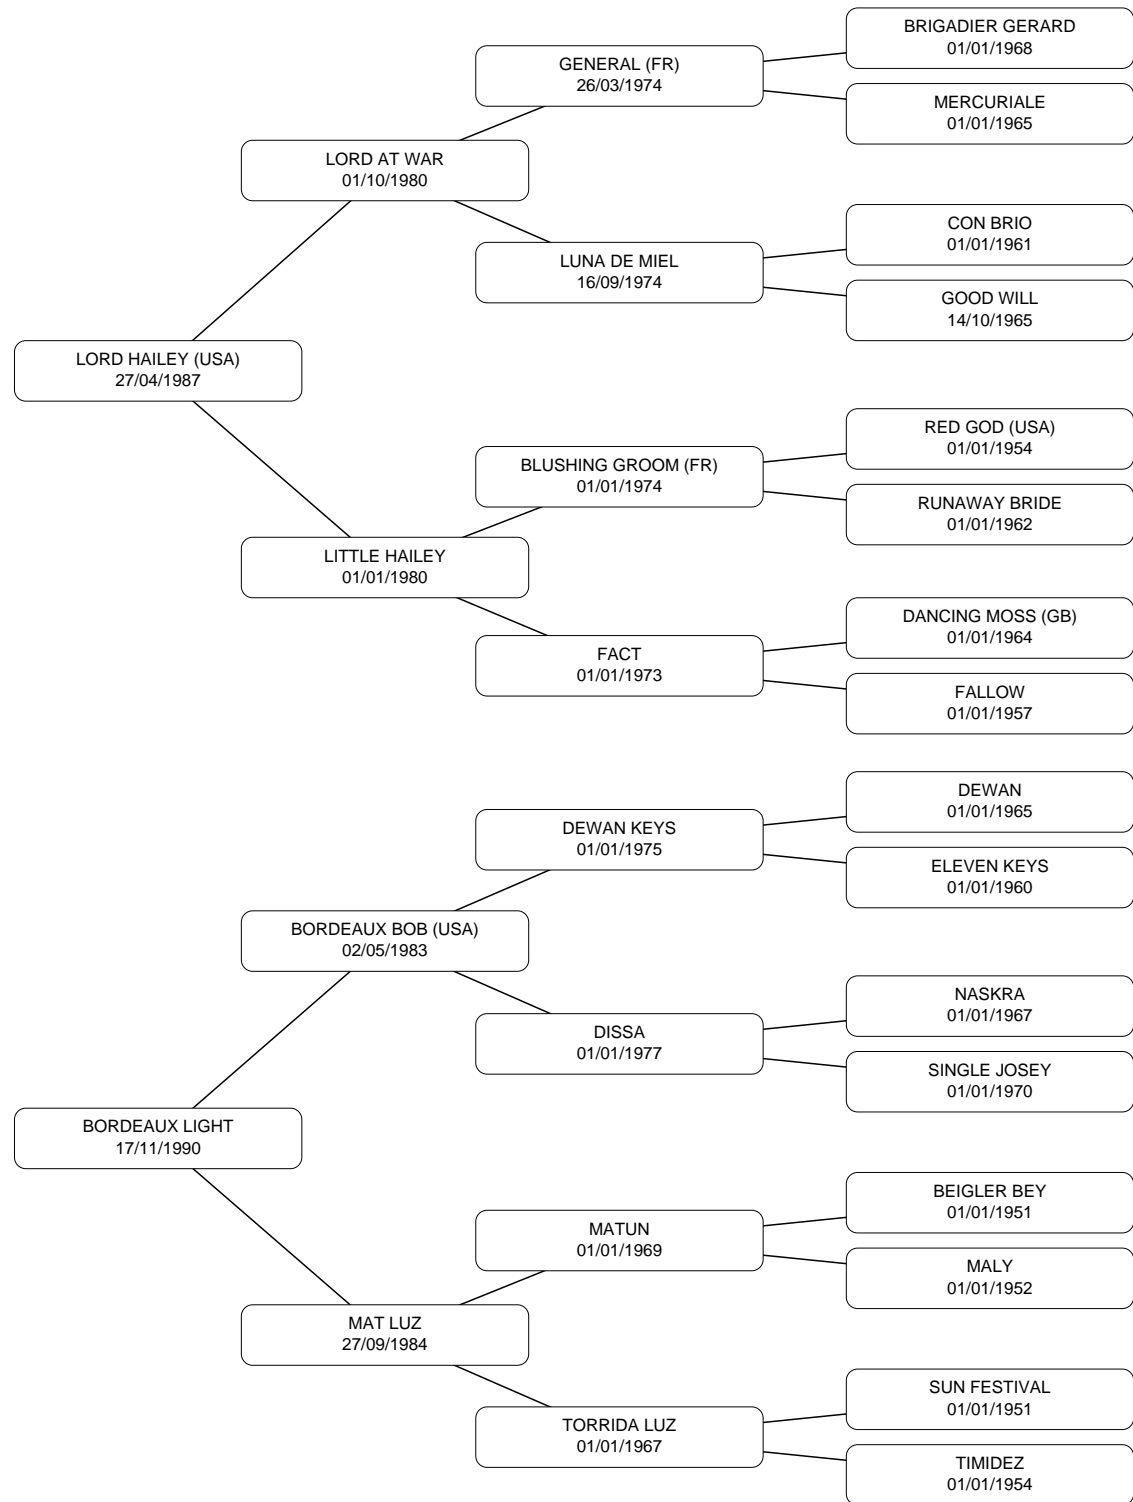 BRIGADIER GERARD
01/01/1968
GENERAL (FR)
26/03/1974
MERCURIALE
01/01/1965
LORD AT WAR
01/10/1980
CON BRIO
01/01/1961
LUNA DE MIEL
16/09/1974
GOOD WILL
14/10/1965
LORD HAILEY (USA)
27/04/1987
RED GOD (USA)
01/01/1954
BLUSHING GROOM (FR)
01/01/1974
RUNAWAY BRIDE
01/01/1962
LITTLE HAILEY
01/01/1980
DANCING MOSS (GB)
01/01/1964
FACT
01/01/1973
FALLOW
01/01/1957
DEWAN
01/01/1965
DEWAN KEYS
01/01/1975
ELEVEN KEYS
01/01/1960
BORDEAUX BOB (USA)
02/05/1983
NASKRA
01/01/1967
DISSA
01/01/1977
SINGLE JOSEY
01/01/1970
BORDEAUX LIGHT
17/11/1990
BEIGLER BEY
01/01/1951
MATUN
01/01/1969
MALY
01/01/1952
MAT LUZ
27/09/1984
SUN FESTIVAL
01/01/1951
TORRIDA LUZ
01/01/1967
TIMIDEZ
01/01/1954